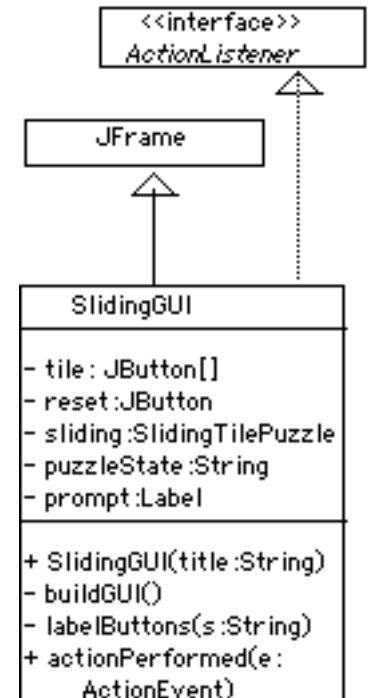 <<interface>>
ActionListener
JFrame
SlidingGUI
- tile : JButton[]
- reset :JButton
- sliding :SlidingTilePuzzle
- puzzleState :String
- prompt :Label
+ SlidingGUI(title :String)
- buildGUI()
- labelButtons(s :String)
+ actionPerformed(e :
ActionEvent)